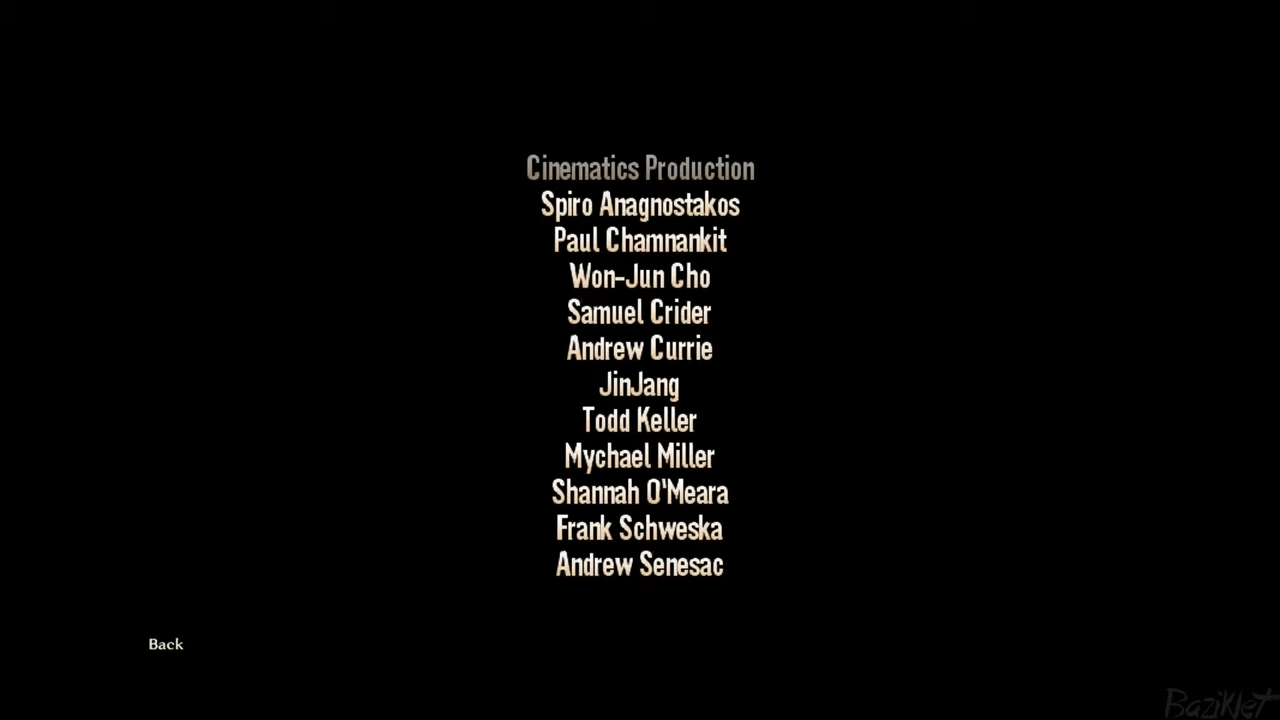 Cinematics Production
Spiro Anagnostakos
Paul Chamnankit
Won-Jun Cho
Samuel Crider
Andrew Currie
JinJang
Todd Keller
Mychael Miller
Shannah O'Meara
Frank Schweska
Andrew Senesac
Back
Baziklet